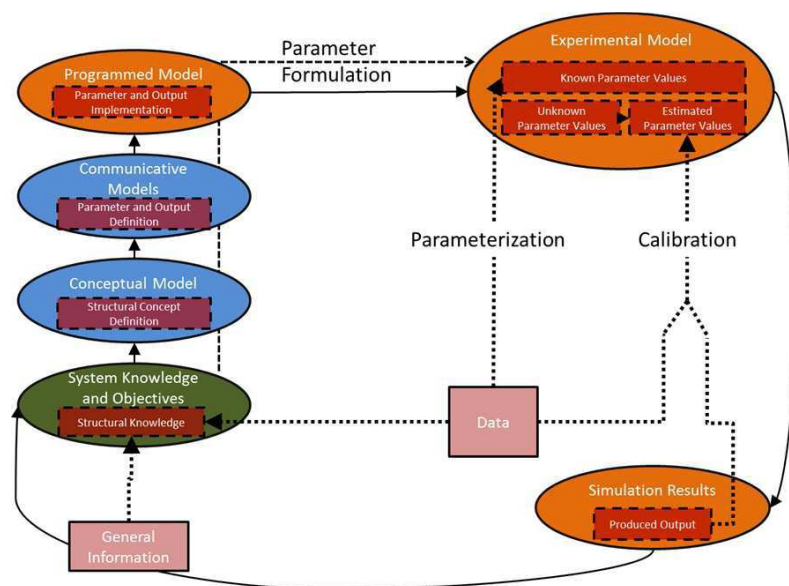 Parameter
Formulation
Experimental Model
Known Parameter Values
Unknown
Parameter Values
Estimated
Parameter Values
Programmed Model
Parameter and Output
Implementation
Communicative
Models
Parameter and Output
Definition
Conceptual Model
Structural Concept
Definition
System Knowledge
and Objectives
Structural Knowledge
Parameterization
Calibration
Data
General
Information
Simulation Results
Produced Output